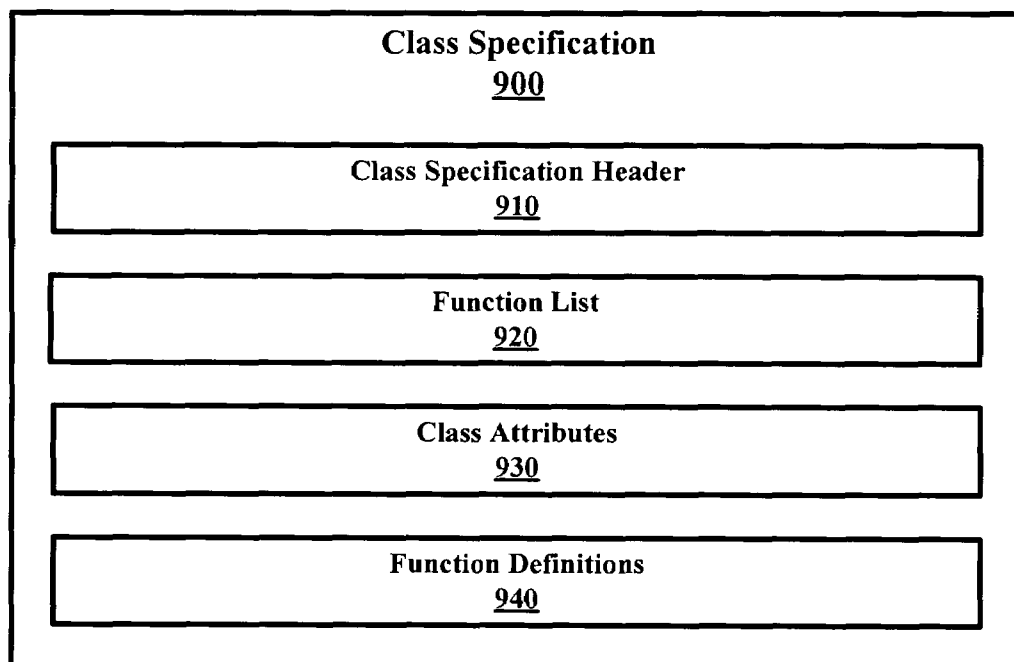 Class Specification
900
Class Specification Header
910
Function List
920
Class Attributes
930
Function Definitions
940